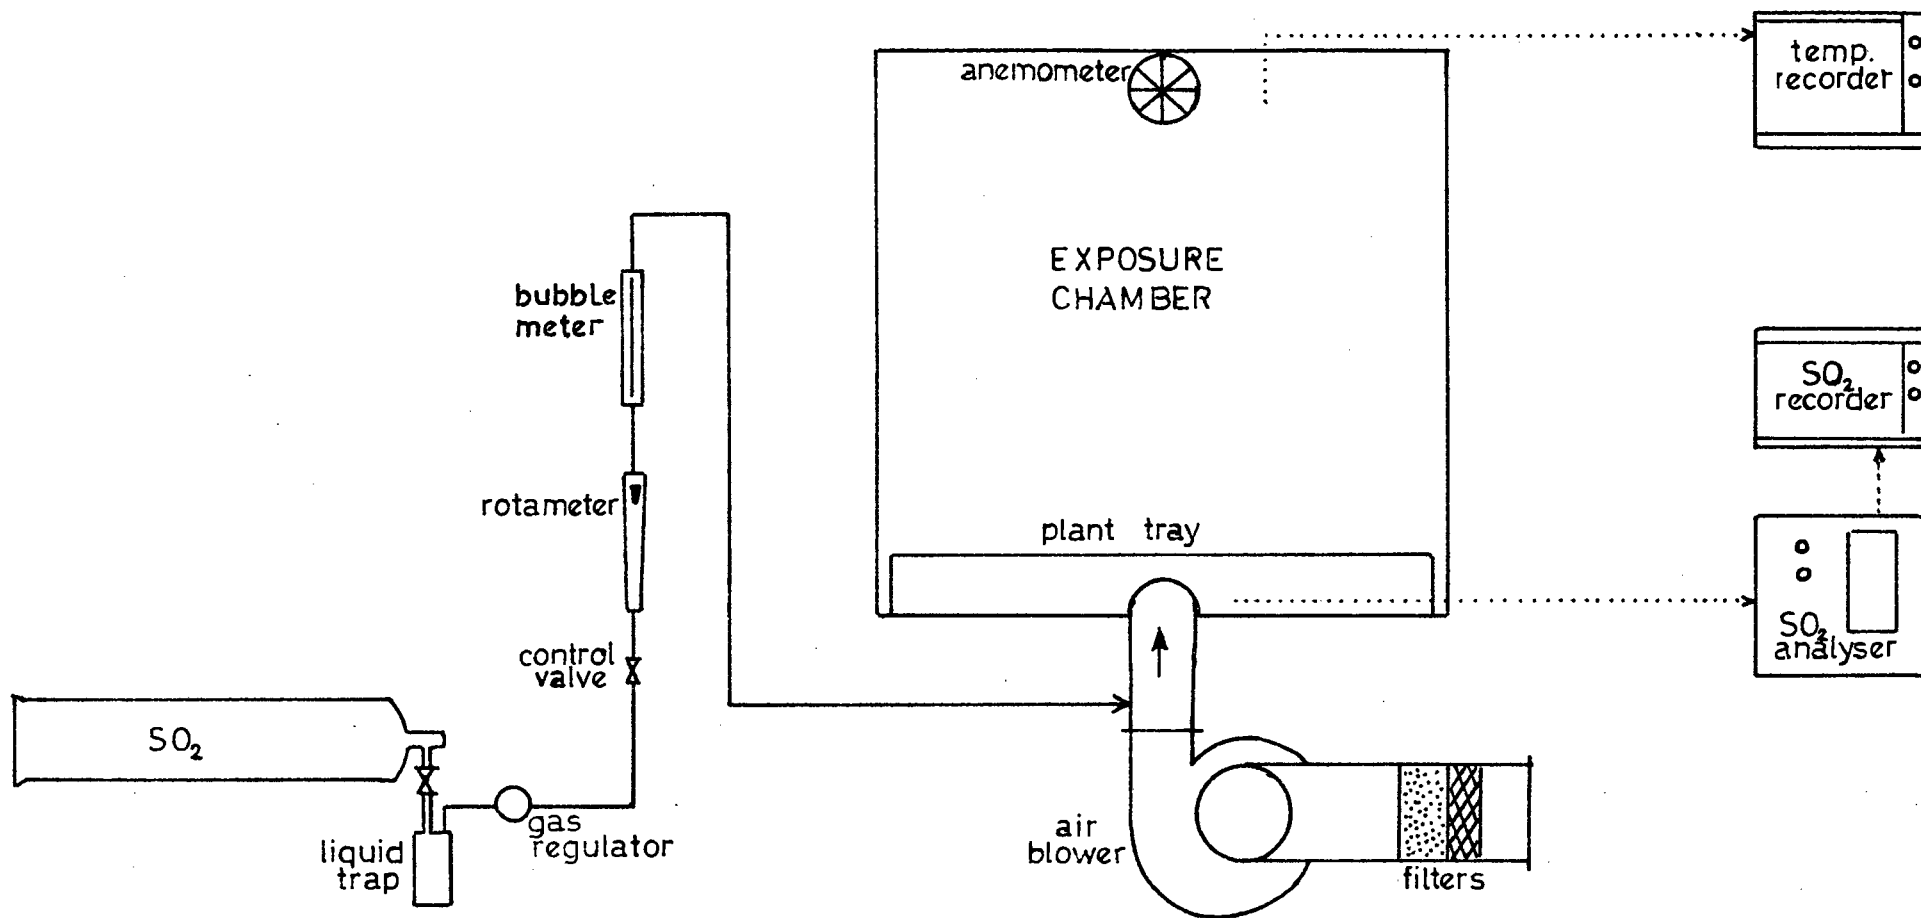 anemometer
temp.
recorder
EXPOSURE
CHAMBER
bubble
meter
SO₂
recorder
rotameter
plant tray
control
valve
SO₂
analyser
SO₂
gas
regulator
liquid
trap
air
blower
filters